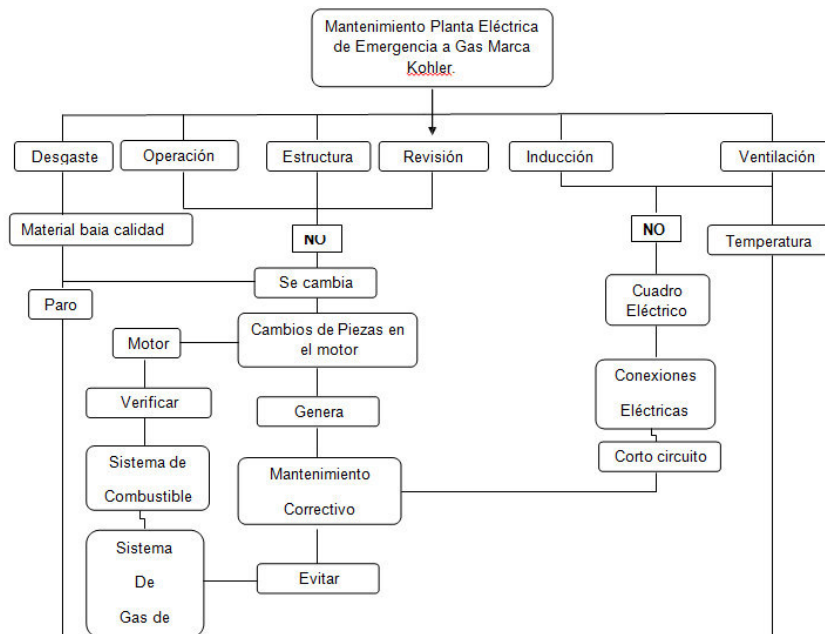 Mantenimiento Planta Eléctrica
de Emergencia a Gas Marca
Kohler.
Desgaste
Operación
Estructura
Revisión
Inducción
Ventilación
Material baia calidad
NO
NO
Temperatura
Se cambia
Paro
Cuadro
Eléctrico
Cambios de Piezas en
el motor
Motor
Verificar
Genera
Conexiones
Eléctricas
Sistema de
Combustible
Mantenimiento
Correctivo
Corto circuito
Sistema
De
Gas de
Evitar